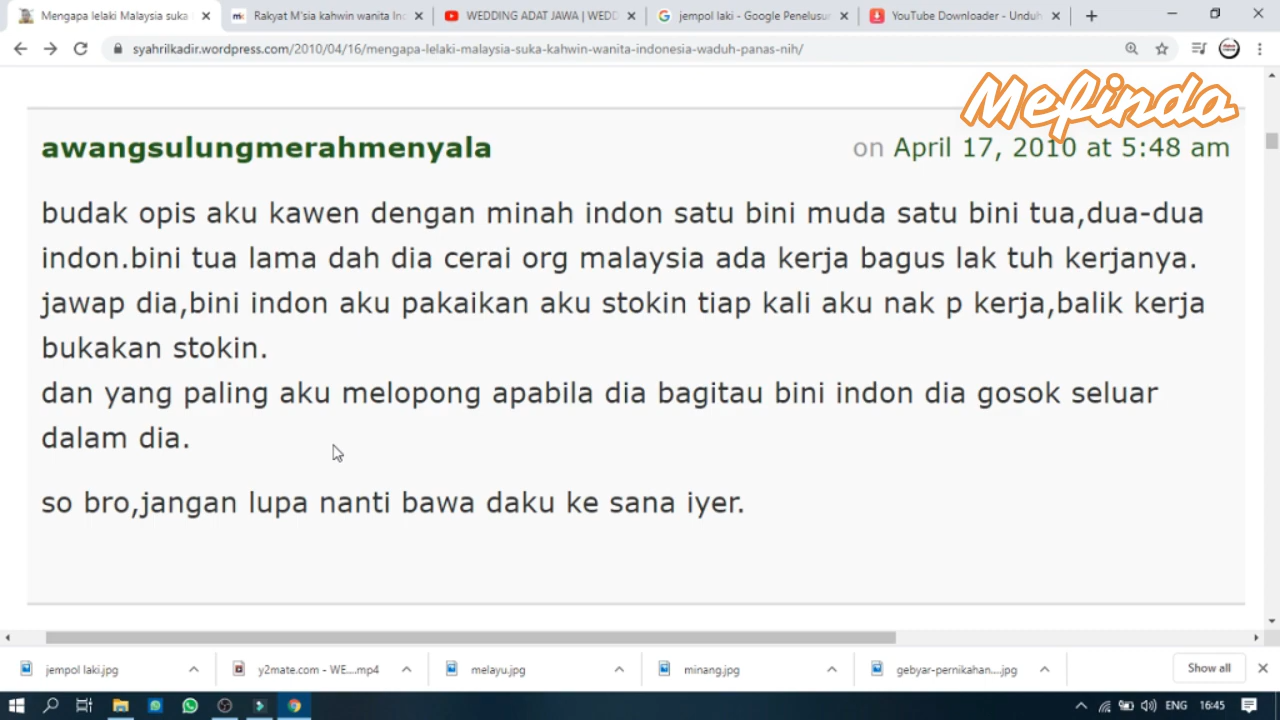 Mengapa lelaki Malaysia suka
Rakyat M'sia kahwin wanita In
WEDDING ADAT JAWA | WEDD
jempol laki - Google Penelusur
YouTube Downloader - Unduh
syahrilkadir.wordpress.com/2010/04/16/mengapa-lelaki-malaysia-suka-kahwin-wanita-indonesia-waduh-panas-nih/
Mefinda
awangsulungmerahmenyala
on April 17, 2010 at 5:48 am
budak opis aku kawen dengan minah indon satu bini muda satu bini tua,dua-dua
indon.bini tua lama dah dia cerai org malaysia ada kerja bagus lak tuh kerjanya.
jawap dia,bini indon aku pakaikan aku stokin tiap kali aku nak p kerja,balik kerja
bukakan stokin.
dan yang paling aku melopong apabila dia bagitau bini indon dia gosok seluar
dalam dia.
so bro,jangan lupa nanti bawa daku ke sana iyer.
jempol laki.jpg
y2mate.com - WE....mp4
melayu.jpg
minang.jpg
gebyar-pernikahan....jpg
Show all
ENG
16:45